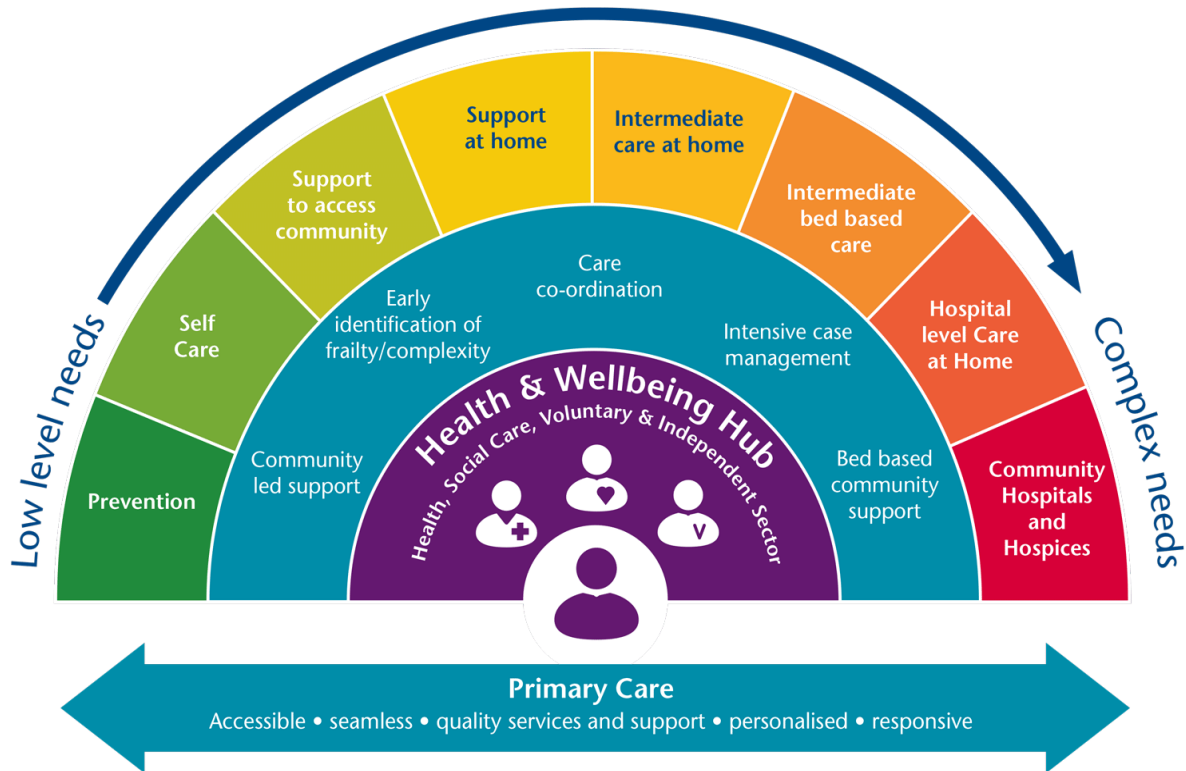 Low level needs
Complex needs
Prevention
Self
Care
Support
to access
community
Support
at home
Intermediate
care at home
Intermediate
bed based
care
Hospital
level Care
at Home
Community
Hospitals
and
Hospices
Community
led support
Early
identification of
frailty/complexity
Care
co-ordination
Intensive case
management
Bed based
community
support
Health & Wellbeing Hub
Health, Social Care, Voluntary & Independent Sector
V
Primary Care
Accessible • seamless • quality services and support • personalised • responsive